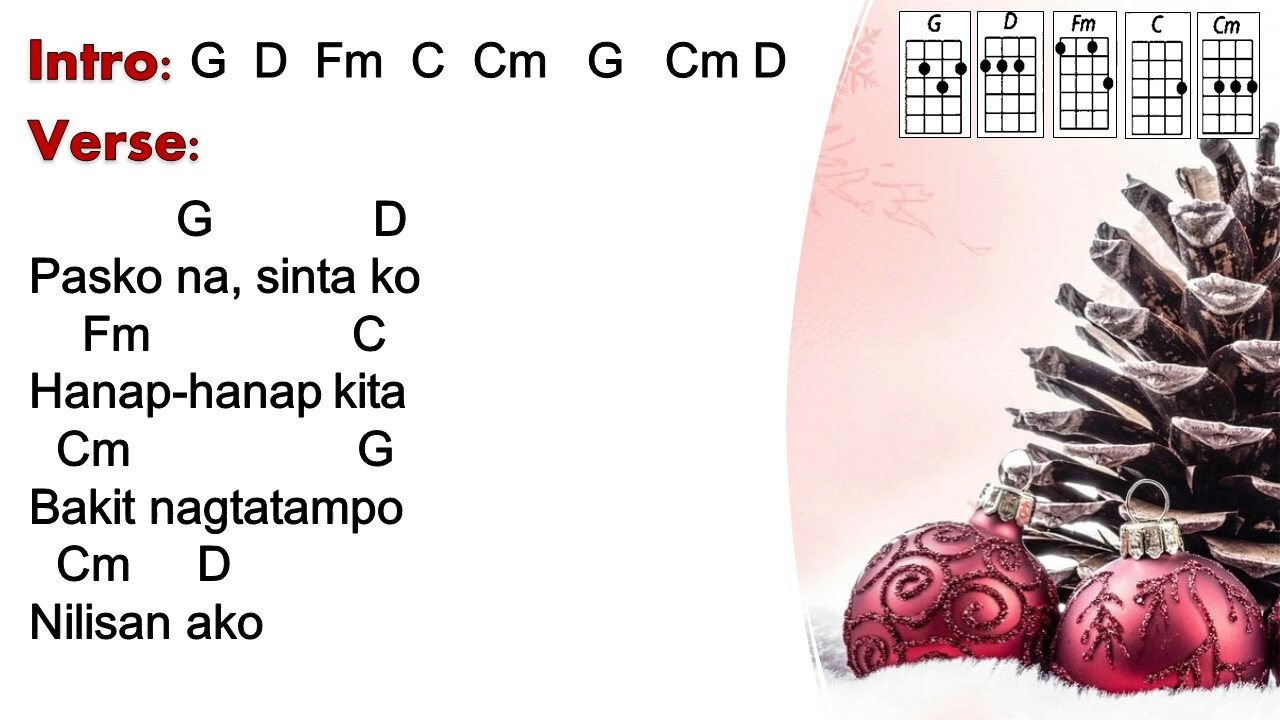 Intro: G D Fm C Cm G Cm D
G D Fm C Cm
Verse:
G D
Pasko na, sinta ko
Fm C
Hanap-hanap kita
Cm G
Bakit nagtatampo
Cm D
Nilisan ako